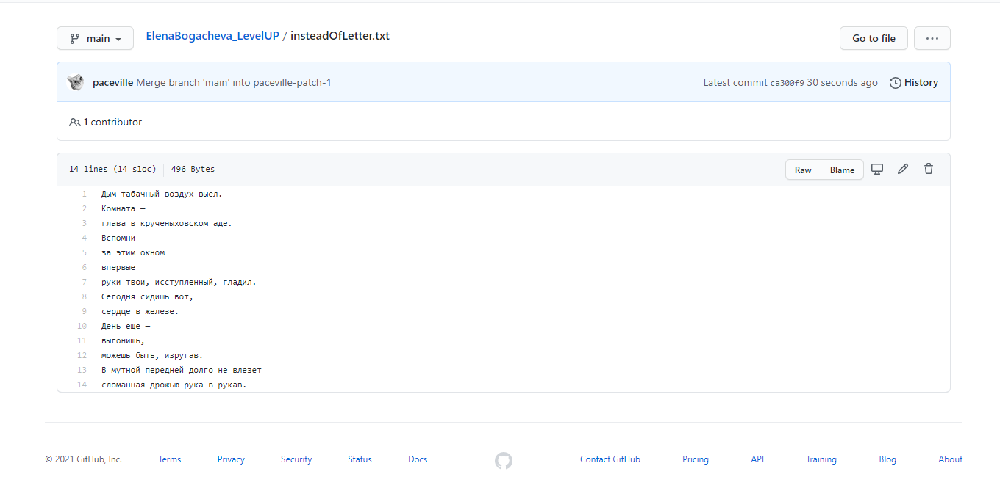 main
ElenaBogacheva_LevelUP / insteadOfLetter.txt
Go to file
...
paceville Merge branch 'main' into paceville-patch-1
Latest commit ca300f9 30 seconds ago
History
1 contributor
14 lines (14 sloc) 496 Bytes
Raw
Blame
1 Дым табачный воздух выел.
2 Комната —
3 глава в крученыховском аде.
4 Вспомни —
5 за этим окном
6 впервые
7 руки твои, исступленный, гладил.
8 Сегодня сидишь вот,
9 сердце в железе.
10 День еще —
11 выгонишь,
12 можешь быть, изругав.
13 В мутной передней долго не влезет
14 сломанная дрожью рука в рукав.
© 2021 GitHub, Inc.
Terms
Privacy
Security
Status
Docs
Contact GitHub
Pricing
API
Training
Blog
About